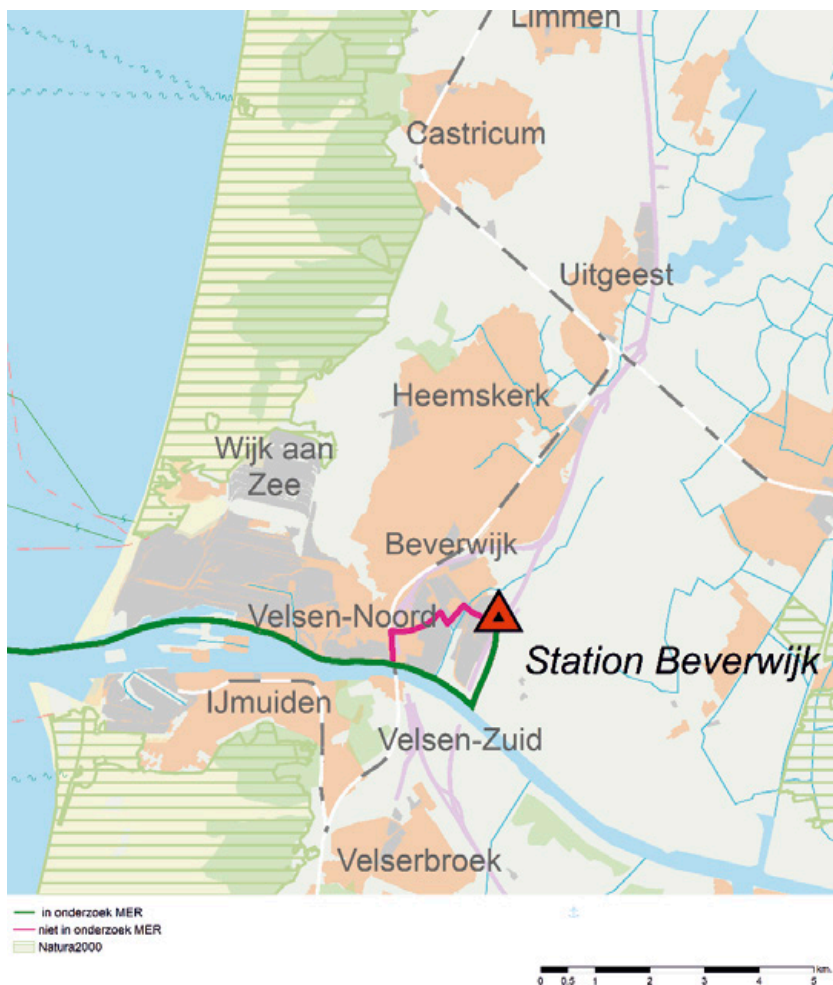 Limmen
Castricum
Uitgeest
Heemskerk
Wijk aan
Zee
Beverwijk
Velsen-Noord
Station Beverwijk
IJmuiden
Velsen-Zuid
Velserbroek
in onderzoek MER
niet in onderzoek MER
Natura2000
km.
0 0.5 1 2 3 4 5